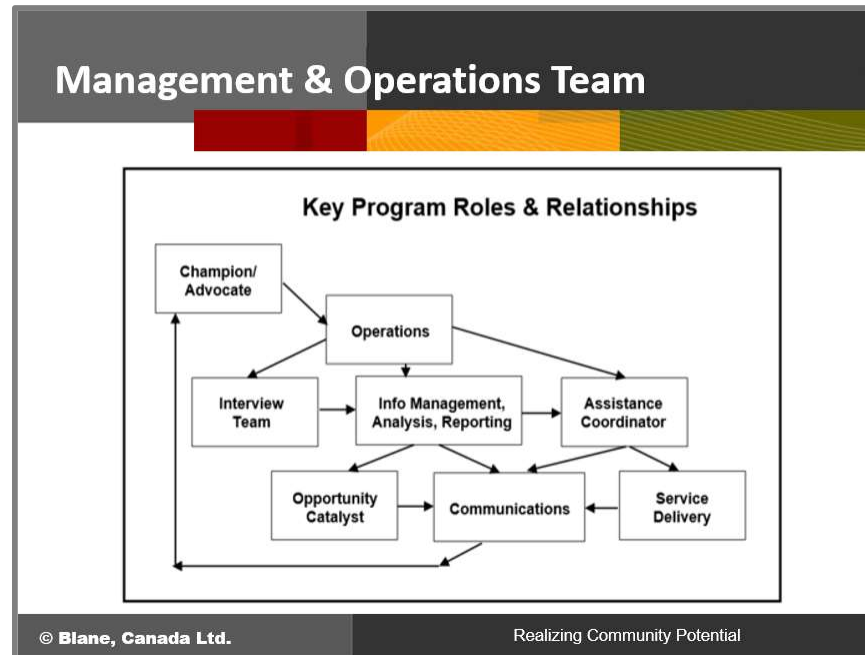 Management & Operations Team
Key Program Roles & Relationships
Champion/
Advocate
Operations
Interview
Team
Info Management,
Analysis, Reporting
Assistance
Coordinator
Opportunity
Catalyst
Communications
Service
Delivery
© Blane, Canada Ltd.
Realizing Community Potential